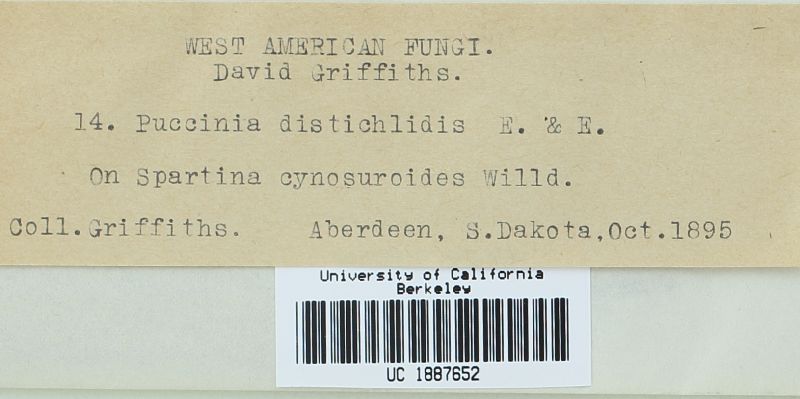 WEST AMERICAN FUNGI.
David Griffiths.
14. Puccinia distichlidis E. & E.
On Spartina cynosuroides Willd.
Coll.Griffiths. Aberdeen, S.Dakota,Oct.1895
University of California
Berkeley
UC 1887652